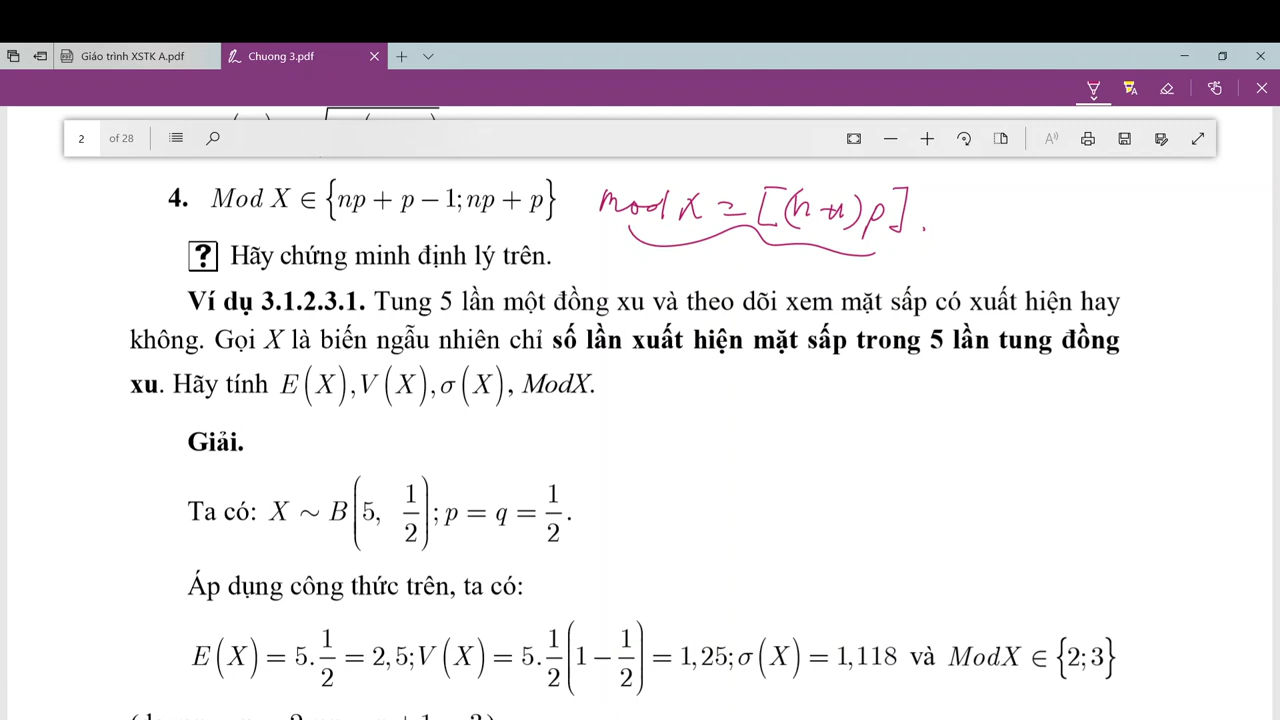 Giáo trình XSTK A.pdf
Chuong 3.pdf
2 of 28
4. Mod X ∈ {np + p − 1; np + p}
mod X = [(n+1)p].
? Hãy chứng minh định lý trên.
Ví dụ 3.1.2.3.1. Tung 5 lần một đồng xu và theo dõi xem mặt sấp có xuất hiện hay
không. Gọi X là biến ngẫu nhiên chỉ số lần xuất hiện mặt sấp trong 5 lần tung đồng
xu. Hãy tính E(X), V(X), σ(X), ModX.
Giải.
Ta có: X ~ B(5, 1/2); p = q = 1/2.
Áp dụng công thức trên, ta có:
E(X) = 5.1/2 = 2,5; V(X) = 5.1/2(1 − 1/2) = 1,25; σ(X) = 1,118 và ModX ∈ {2;3}